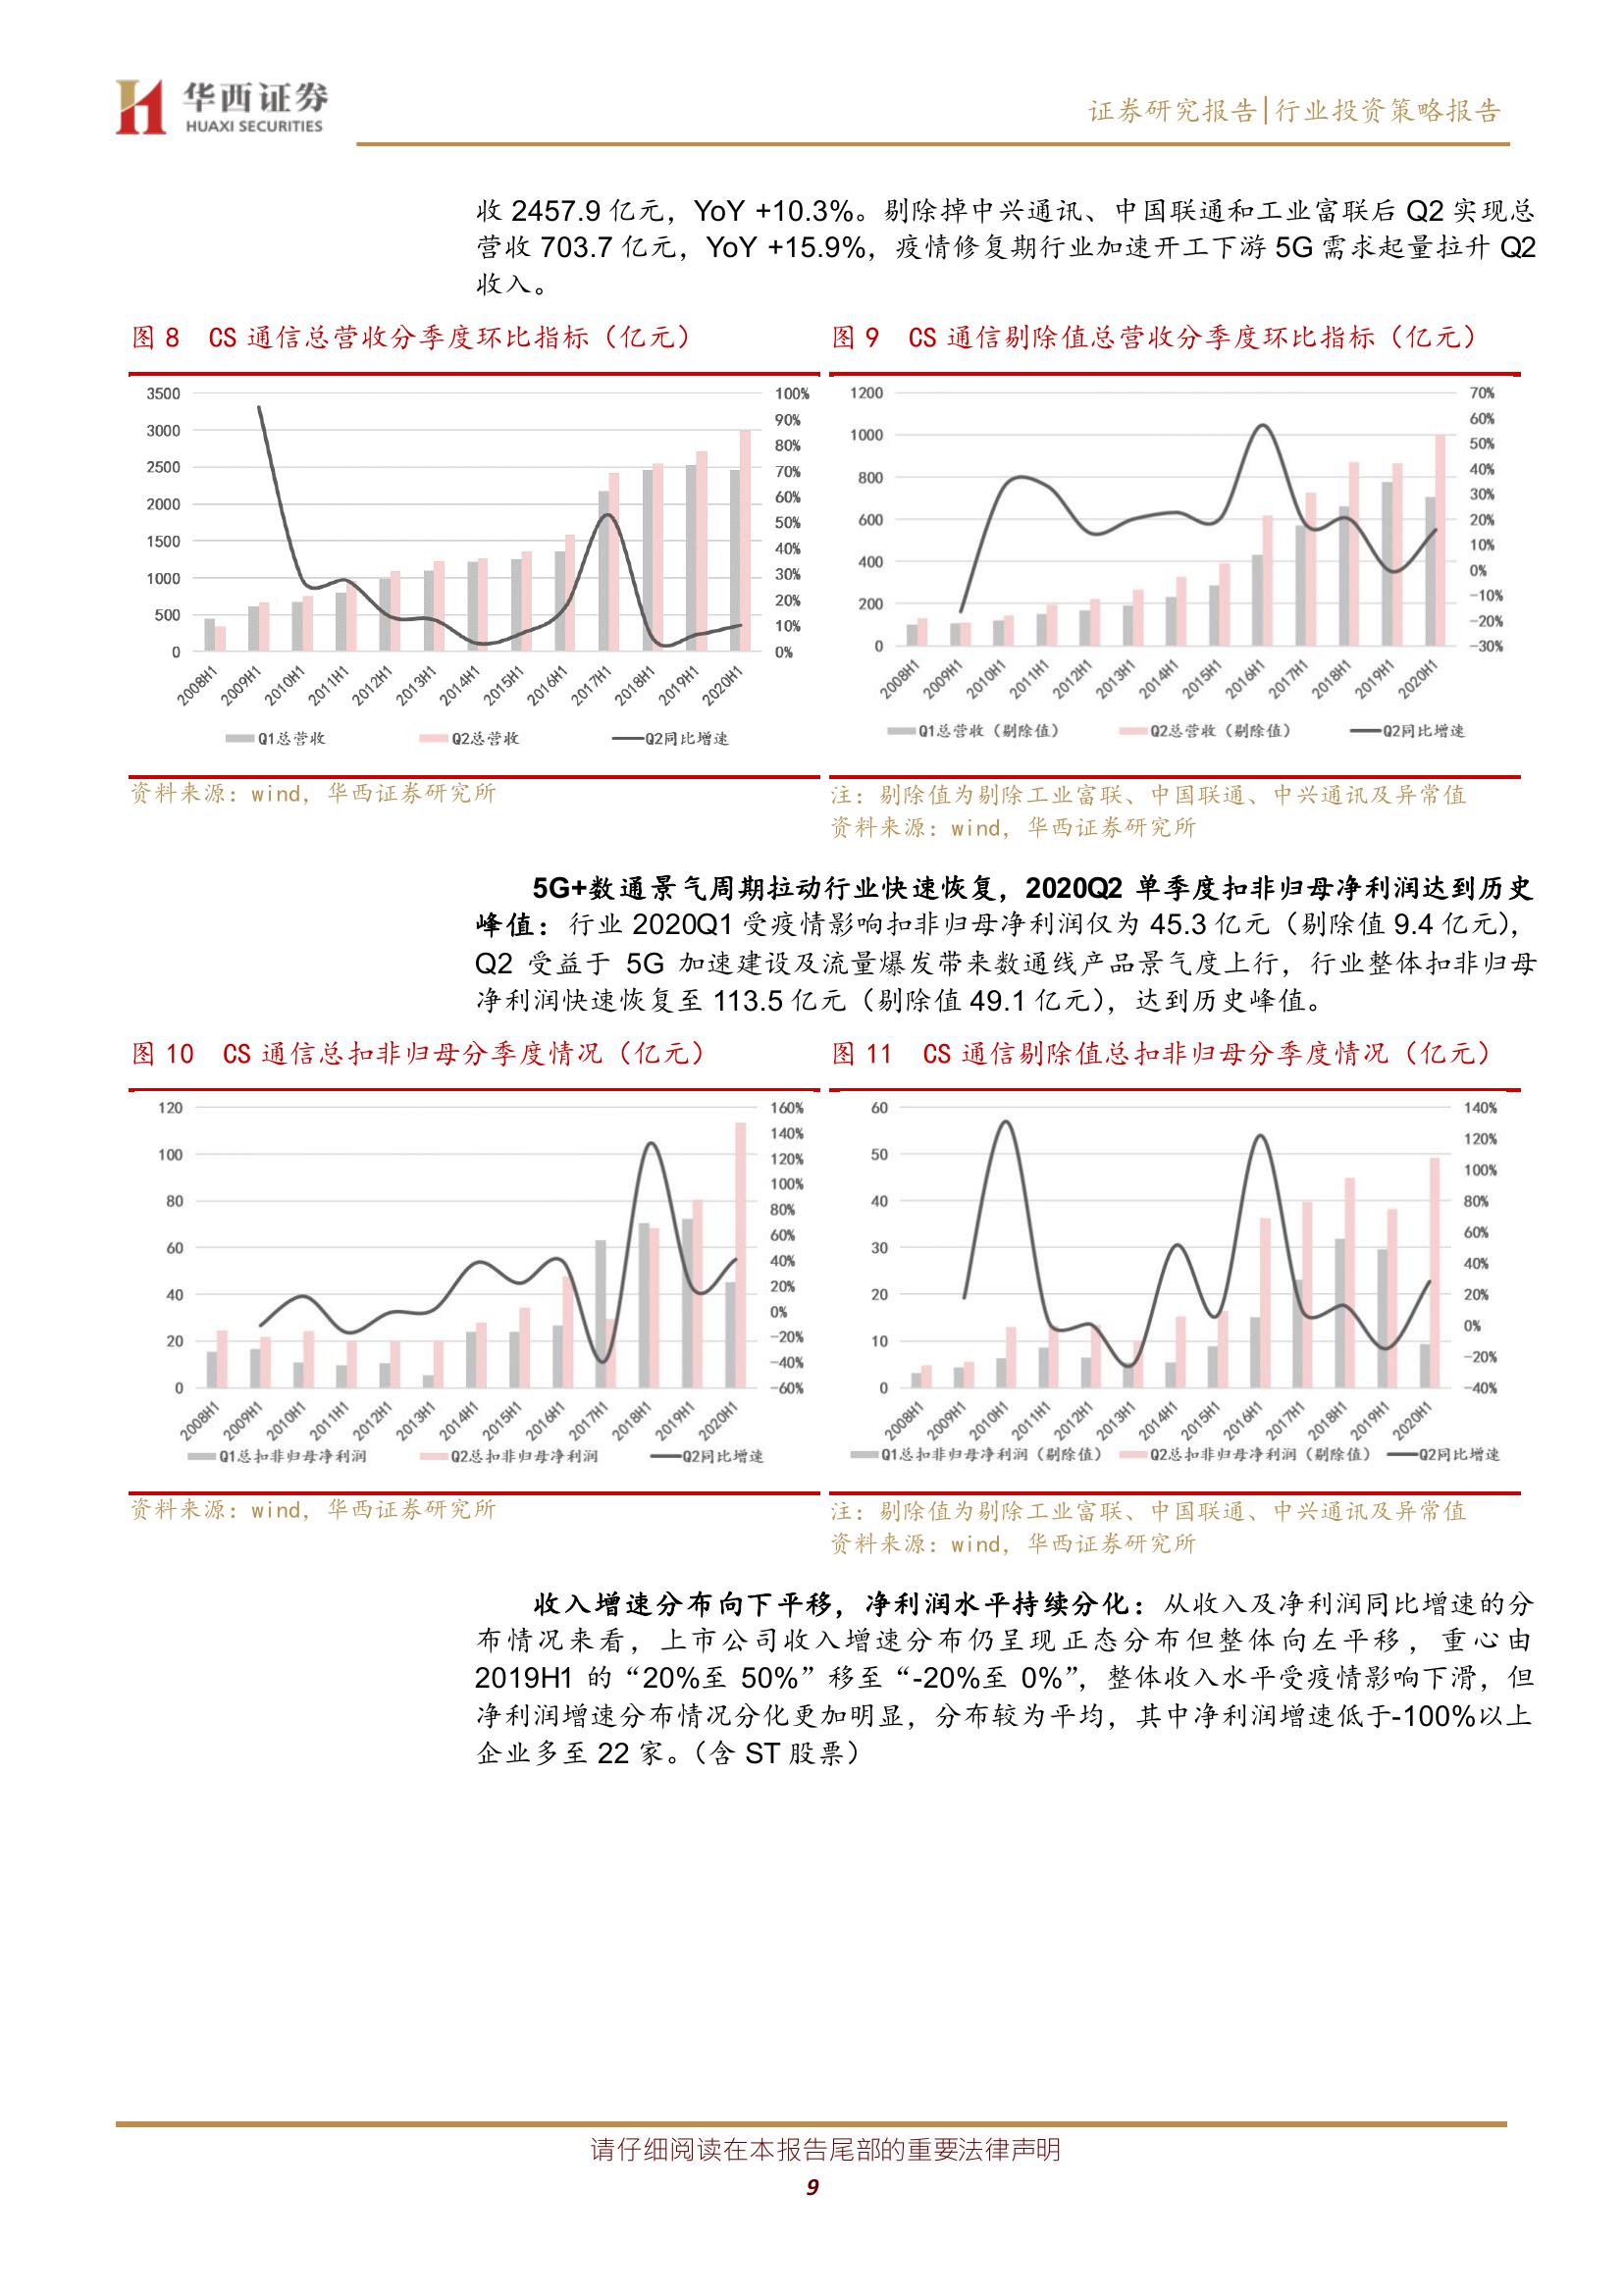 华西证券
HUAXI SECURITIES
证券研究报告|行业投资策略报告
收 2457.9 亿元，YoY +10.3%。剔除掉中兴通讯、中国联通和工业富联后 Q2 实现总
营收 703.7 亿元，YoY +15.9%，疫情修复期行业加速开工下游 5G 需求起量拉升 Q2
收入。
图 8 CS 通信总营收分季度环比指标（亿元）
3500
3000
2500
2000
1500
1000
500
0
100%
90%
80%
70%
60%
50%
40%
30%
20%
10%
0%
2008H1 2009H1 2010H1 2011H1 2012H1 2013H1 2014H1 2015H1 2016H1 2017H1 2018H1 2019H1 2020H1
Q1总营收 Q2总营收 Q2同比增速
资料来源：wind，华西证券研究所
图 9 CS 通信剔除值总营收分季度环比指标（亿元）
1200
1000
800
600
400
200
0
70%
60%
50%
40%
30%
20%
10%
0%
-10%
-20%
-30%
2008H1 2009H1 2010H1 2011H1 2012H1 2013H1 2014H1 2015H1 2016H1 2017H1 2018H1 2019H1 2020H1
Q1总营收（剔除值） Q2总营收（剔除值） Q2同比增速
注：剔除值为剔除工业富联、中国联通、中兴通讯及异常值
资料来源：wind，华西证券研究所
5G+数通景气周期拉动行业快速恢复，2020Q2 单季度扣非归母净利润达到历史
峰值：行业 2020Q1 受疫情影响扣非归母净利润仅为 45.3 亿元（剔除值 9.4 亿元），
Q2 受益于 5G 加速建设及流量爆发带来数通线产品景气度上行，行业整体扣非归母
净利润快速恢复至 113.5 亿元（剔除值 49.1 亿元），达到历史峰值。
图 10 CS 通信总扣非归母分季度情况（亿元）
120
100
80
60
40
20
0
160%
140%
120%
100%
80%
60%
40%
20%
0%
-20%
-40%
-60%
2008H1 2009H1 2010H1 2011H1 2012H1 2013H1 2014H1 2015H1 2016H1 2017H1 2018H1 2019H1 2020H1
Q1总扣非归母净利润 Q2总扣非归母净利润 Q2同比增速
资料来源：wind，华西证券研究所
图 11 CS 通信剔除值总扣非归母分季度情况（亿元）
60
50
40
30
20
10
0
140%
120%
100%
80%
60%
40%
20%
0%
-20%
-40%
2008H1 2009H1 2010H1 2011H1 2012H1 2013H1 2014H1 2015H1 2016H1 2017H1 2018H1 2019H1 2020H1
Q1总扣非归母净利润（剔除值） Q2总扣非归母净利润（剔除值） Q2同比增速
注：剔除值为剔除工业富联、中国联通、中兴通讯及异常值
资料来源：wind，华西证券研究所
收入增速分布向下平移，净利润水平持续分化：从收入及净利润同比增速的分
布情况来看，上市公司收入增速分布仍呈现正态分布但整体向左平移，重心由
2019H1 的“20%至 50%”移至“-20%至 0%”，整体收入水平受疫情影响下滑，但
净利润增速分布情况分化更加明显，分布较为平均，其中净利润增速低于-100%以上
企业多至 22 家。（含 ST 股票）
请仔细阅读在本报告尾部的重要法律声明
9